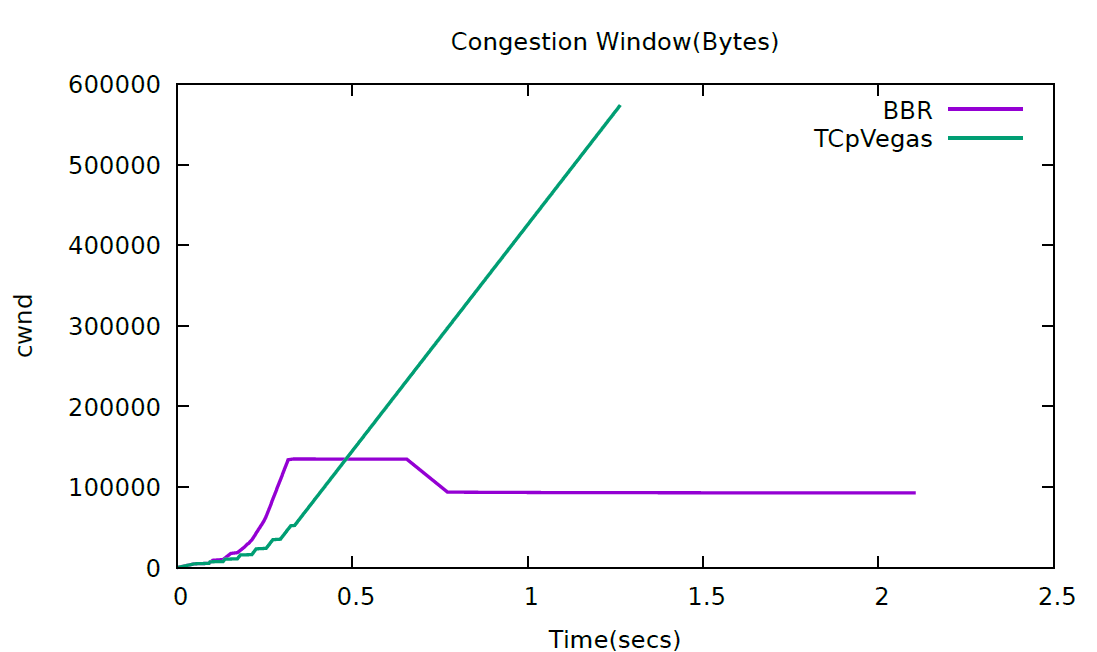 Congestion Window(Bytes)
600000
500000
400000
300000
200000
100000
0
cwnd
BBR
TCpVegas
0 0.5 1 1.5 2 2.5
Time(secs)